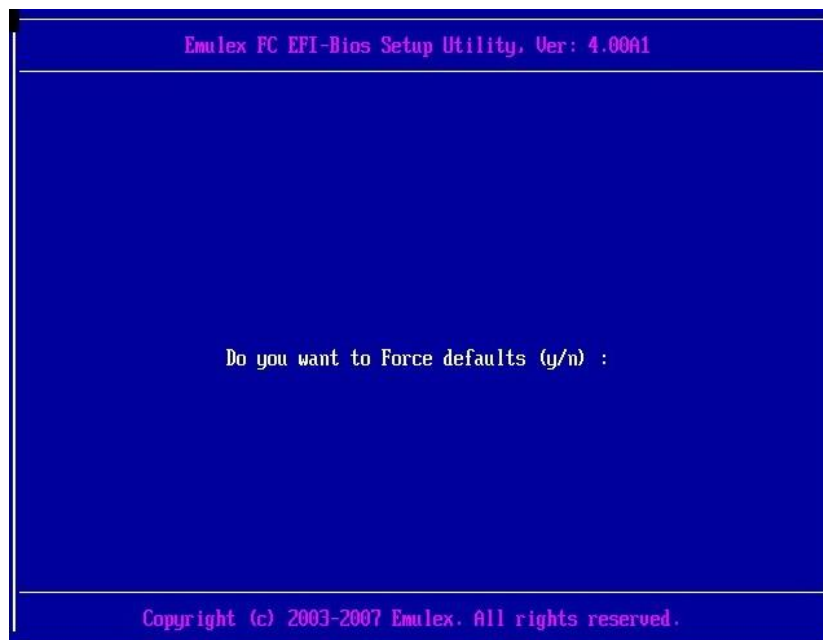 Emulex FC EFI-Bios Setup Utility, Ver: 4.00A1
Do you want to Force defaults (y/n) :
Copyright (c) 2003-2007 Emulex. All rights reserved.